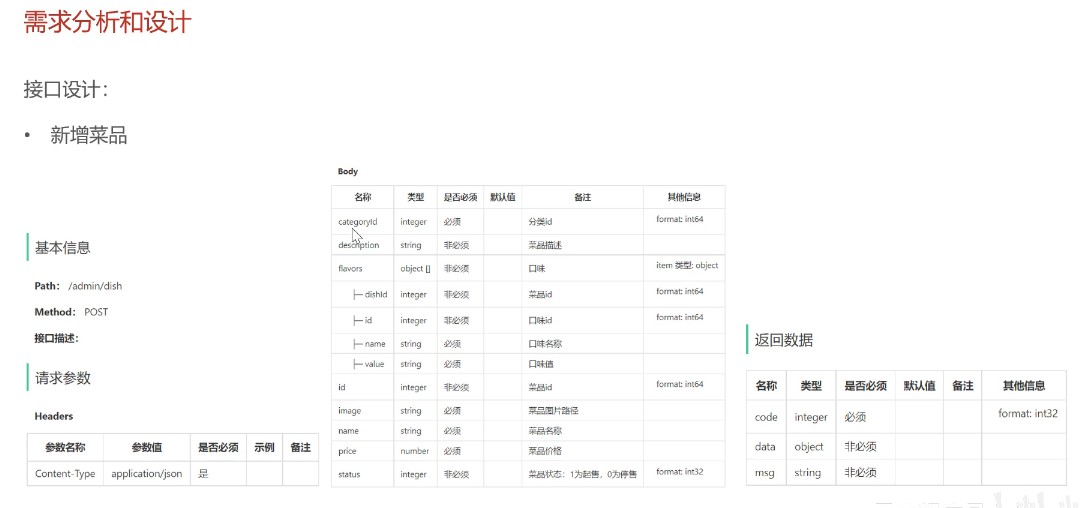 需求分析和设计
接口设计：
• 新增菜品
基本信息
Path： /admin/dish
Method： POST
接口描述：
请求参数
Headers
参数名称 参数值 是否必须 示例 备注
Content-Type application/json 是
Body
名称 类型 是否必须 默认值 备注 其他信息
categoryId integer 必须 分类id format: int64
description string 非必须 菜品描述
flavors object [] 非必须 口味 item 类型: object
├─ dishId integer 非必须 菜品id format: int64
├─ id integer 非必须 口味id format: int64
├─ name string 必须 口味名称
├─ value string 必须 口味值
id integer 非必须 菜品id format: int64
image string 必须 菜品图片路径
name string 必须 菜品名称
price number 必须 菜品价格
status integer 非必须 菜品状态：1为起售，0为停售 format: int32
返回数据
名称 类型 是否必须 默认值 备注 其他信息
code integer 必须 format: int32
data object 非必须
msg string 非必须